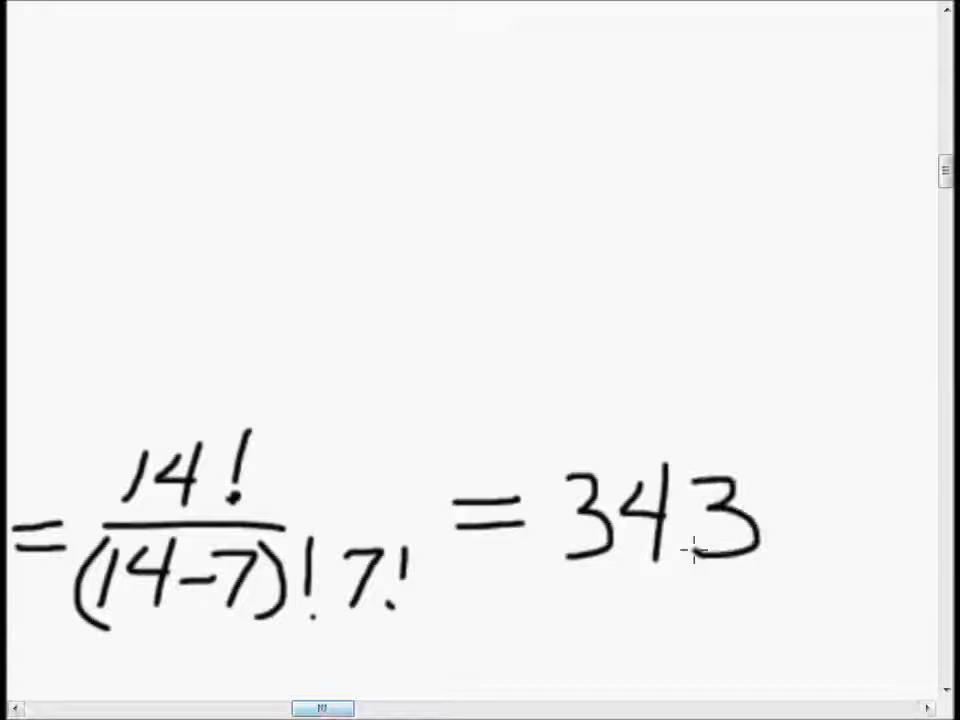 = 14! / (14-7)! 7! = 343